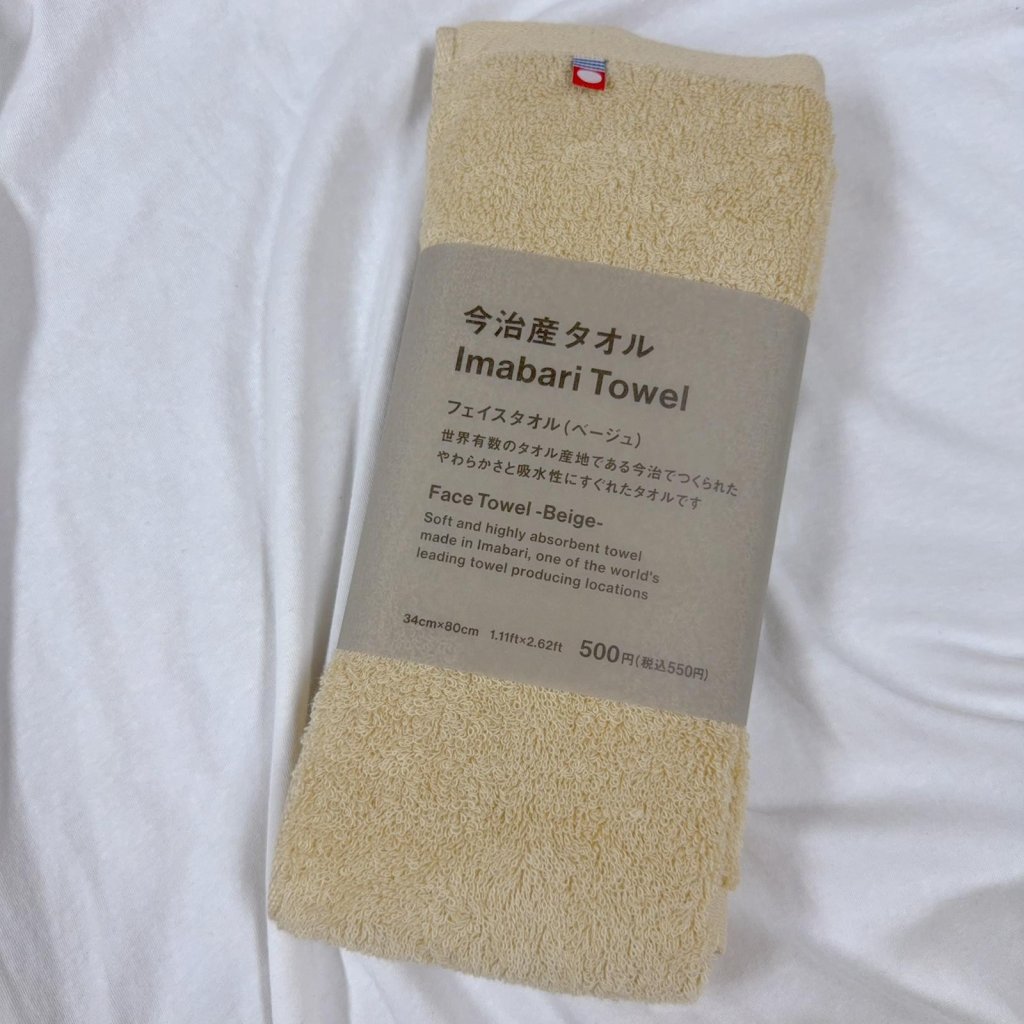 今治産タオル
Imabari Towel
フェイスタオル(ベージュ)
世界有数のタオル産地である今治でつくられた
やわらかさと吸水性にすぐれたタオルです
Face Towel -Beige-
Soft and highly absorbent towel
made in Imabari, one of the world's
leading towel producing locations
34cm×80cm 1.11ft×2.62ft 500円(税込550円)